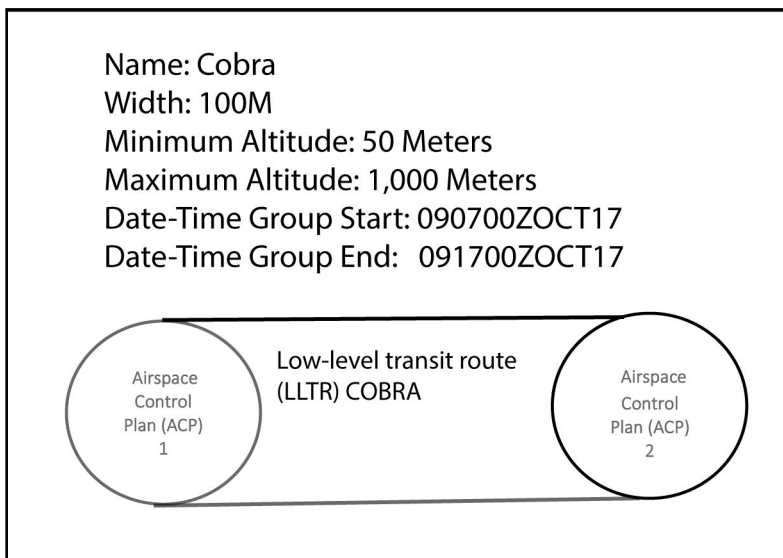 Name: Cobra
Width: 100M
Minimum Altitude: 50 Meters
Maximum Altitude: 1,000 Meters
Date-Time Group Start: 090700ZOCT17
Date-Time Group End: 091700ZOCT17
Airspace
Control
Plan (ACP)
1
Low-level transit route
(LLTR) COBRA
Airspace
Control
Plan (ACP)
2